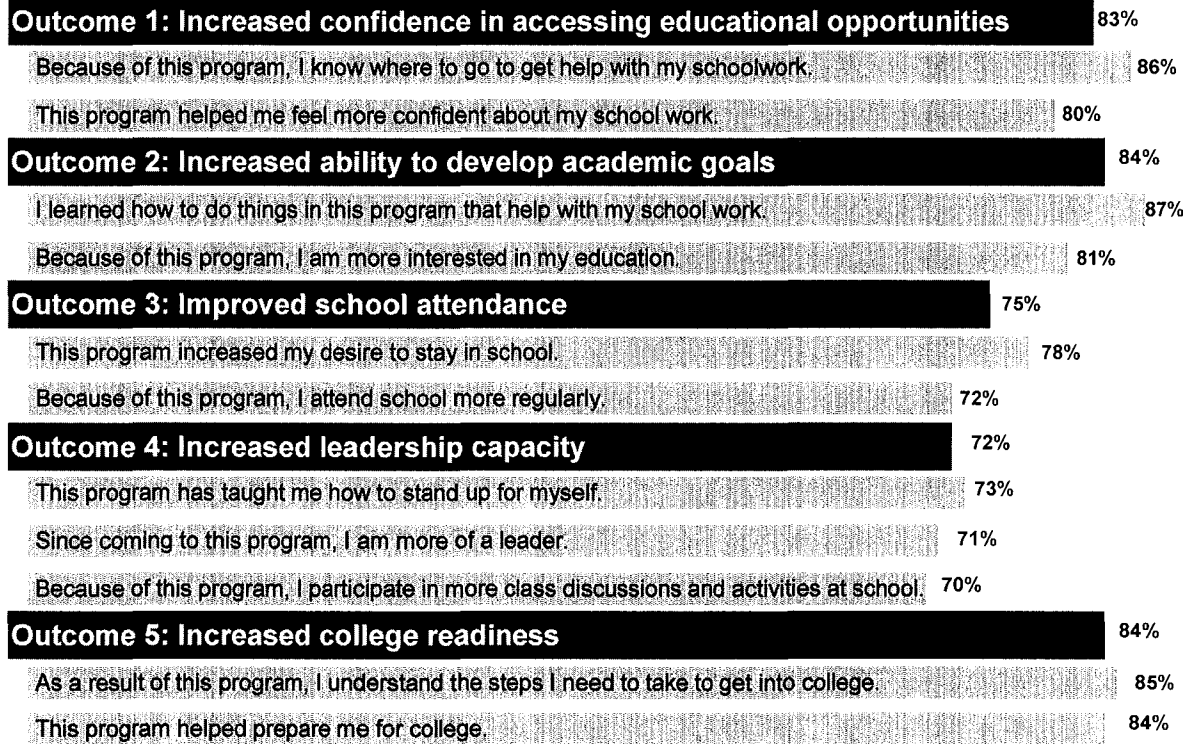 Outcome 1: Increased confidence in accessing educational opportunities 83%
Because of this program, I know where to go to get help with my schoolwork. 86%
This program helped me feel more confident about my school work. 80%
Outcome 2: Increased ability to develop academic goals 84%
I learned how to do things in this program that help with my school work. 87%
Because of this program, I am more interested in my education. 81%
Outcome 3: Improved school attendance 75%
This program increased my desire to stay in school. 78%
Because of this program, I attend school more regularly. 72%
Outcome 4: Increased leadership capacity 72%
This program has taught me how to stand up for myself. 73%
Since coming to this program, I am more of a leader. 71%
Because of this program, I participate in more class discussions and activities at school. 70%
Outcome 5: Increased college readiness 84%
As a result of this program, I understand the steps I need to take to get into college. 85%
This program helped prepare me for college. 84%